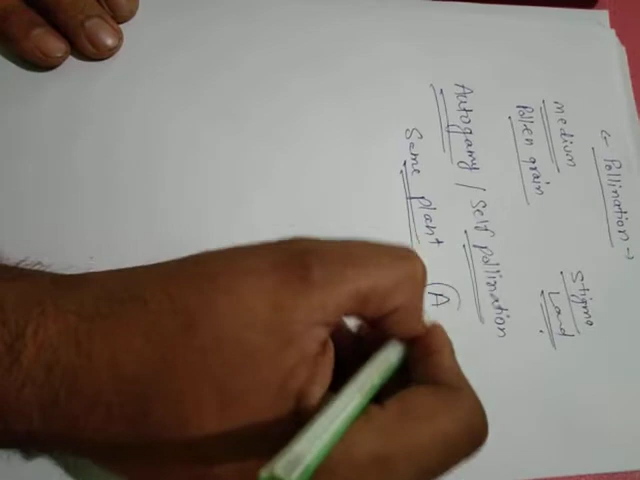 ← Pollination →
medium Stigma
Pollen grain Land
Autogamy / Self pollination
Same plant A